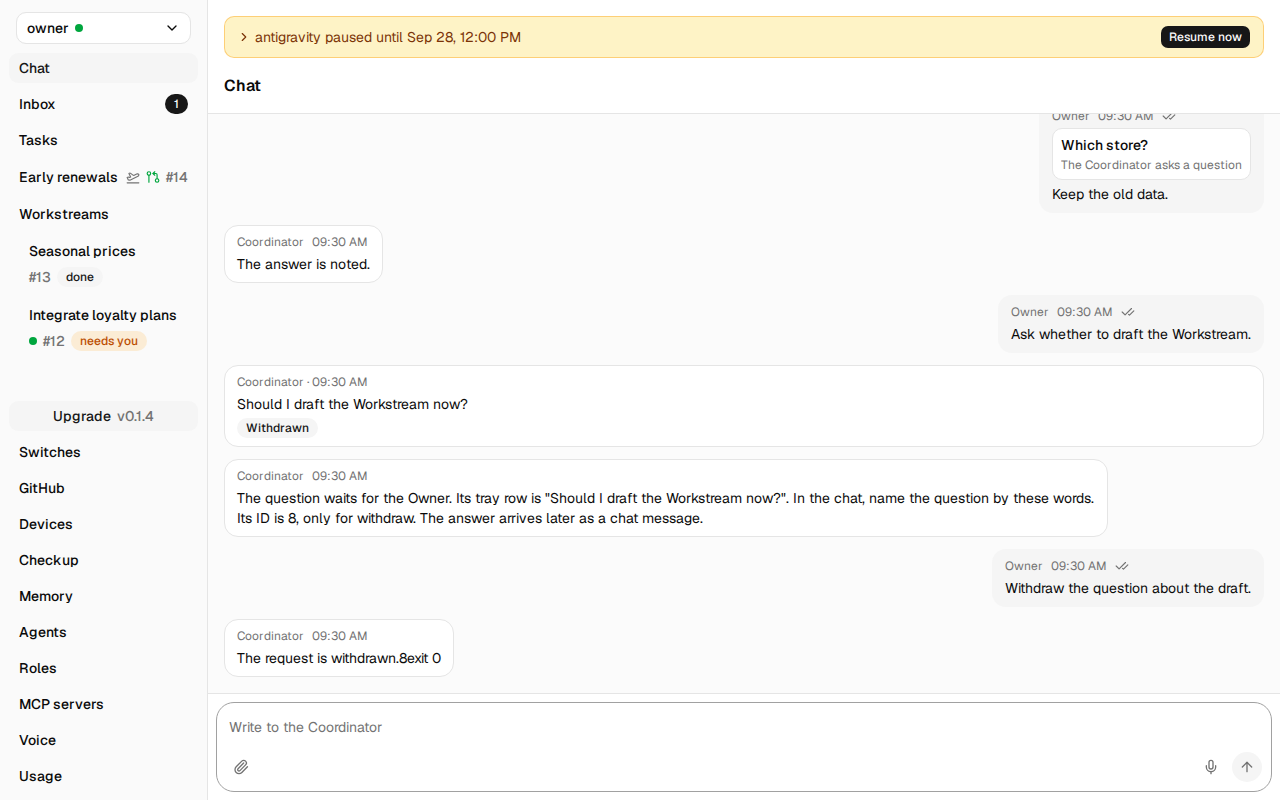 owner
Chat
Inbox
1
Tasks
Early renewals #14
Workstreams
Seasonal prices
#13 done
Integrate loyalty plans
#12 needs you
Upgrade v0.1.4
Switches
GitHub
Devices
Checkup
Memory
Agents
Roles
MCP servers
Voice
Usage
antigravity paused until Sep 28, 12:00 PM
Resume now
Chat
Owner 09:30 AM
Which store?
The Coordinator asks a question
Keep the old data.
Coordinator 09:30 AM
The answer is noted.
Owner 09:30 AM
Ask whether to draft the Workstream.
Coordinator · 09:30 AM
Should I draft the Workstream now?
Withdrawn
Coordinator 09:30 AM
The question waits for the Owner. Its tray row is "Should I draft the Workstream now?". In the chat, name the question by these words.
Its ID is 8, only for withdraw. The answer arrives later as a chat message.
Owner 09:30 AM
Withdraw the question about the draft.
Coordinator 09:30 AM
The request is withdrawn.8exit 0
Write to the Coordinator